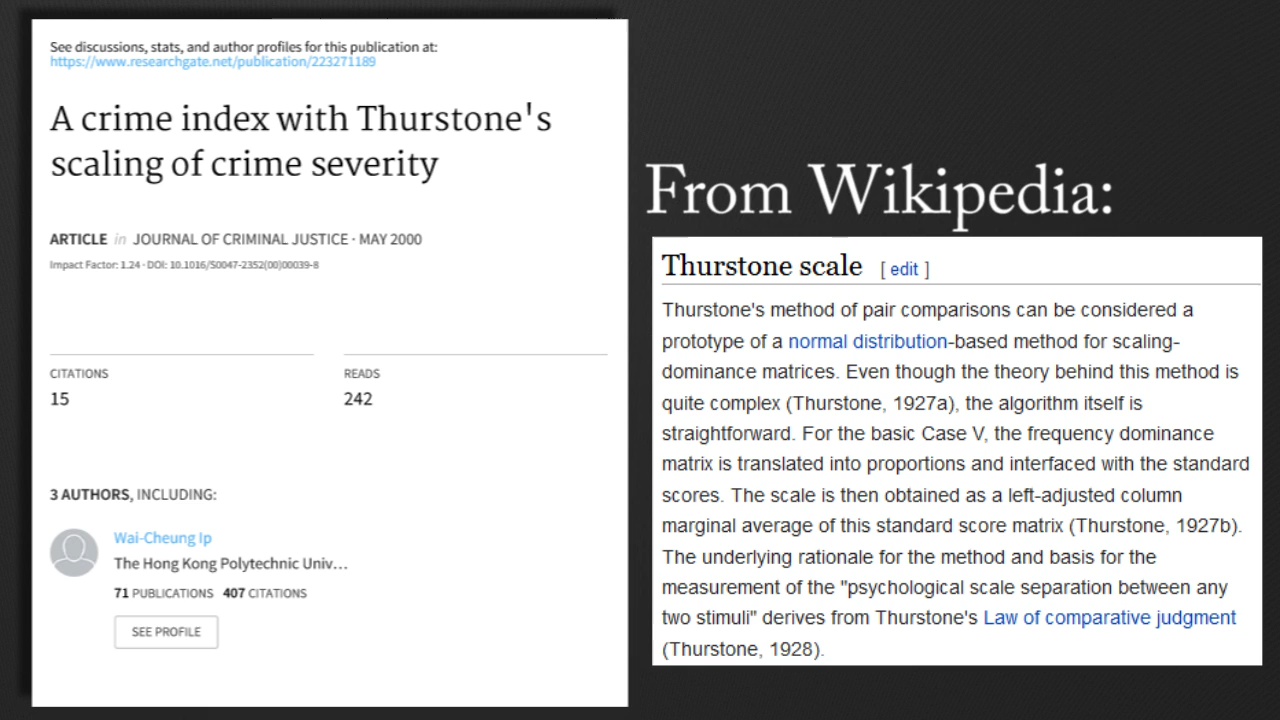 See discussions, stats, and author profiles for this publication at:
https://www.researchgate.net/publication/223271189
A crime index with Thurstone's
scaling of crime severity
ARTICLE in JOURNAL OF CRIMINAL JUSTICE · MAY 2000
Impact Factor: 1.24 · DOI: 10.1016/S0047-2352(00)00039-8
CITATIONS
15
READS
242
3 AUTHORS, INCLUDING:
Wai-Cheung Ip
The Hong Kong Polytechnic Univ…
71 PUBLICATIONS 407 CITATIONS
SEE PROFILE
From Wikipedia:
Thurstone scale [ edit ]
Thurstone's method of pair comparisons can be considered a
prototype of a normal distribution-based method for scaling-
dominance matrices. Even though the theory behind this method is
quite complex (Thurstone, 1927a), the algorithm itself is
straightforward. For the basic Case V, the frequency dominance
matrix is translated into proportions and interfaced with the standard
scores. The scale is then obtained as a left-adjusted column
marginal average of this standard score matrix (Thurstone, 1927b).
The underlying rationale for the method and basis for the
measurement of the "psychological scale separation between any
two stimuli" derives from Thurstone's Law of comparative judgment
(Thurstone, 1928).